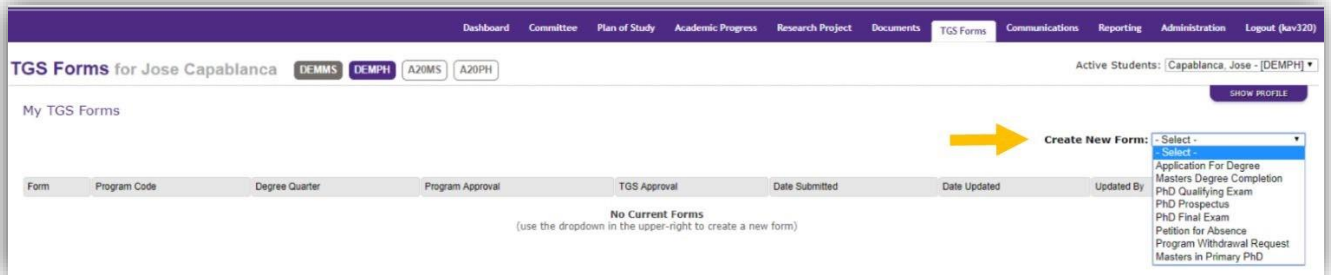 Dashboard Committee Plan of Study Academic Progress Research Project Documents TGS Forms Communications Reporting Administration Logout (kav320)
TGS Forms for Jose Capablanca DEMMS DEMPH A20MS A20PH Active Students: Capablanca, Jose - [DEMPH]
SHOW PROFILE
My TGS Forms
Create New Form: - Select -
- Select -
Application For Degree
Masters Degree Completion
PhD Qualifying Exam
PhD Prospectus
PhD Final Exam
Petition for Absence
Program Withdrawal Request
Masters in Primary PhD
Form Program Code Degree Quarter Program Approval TGS Approval Date Submitted Date Updated Updated By
No Current Forms
(use the dropdown in the upper-right to create a new form)